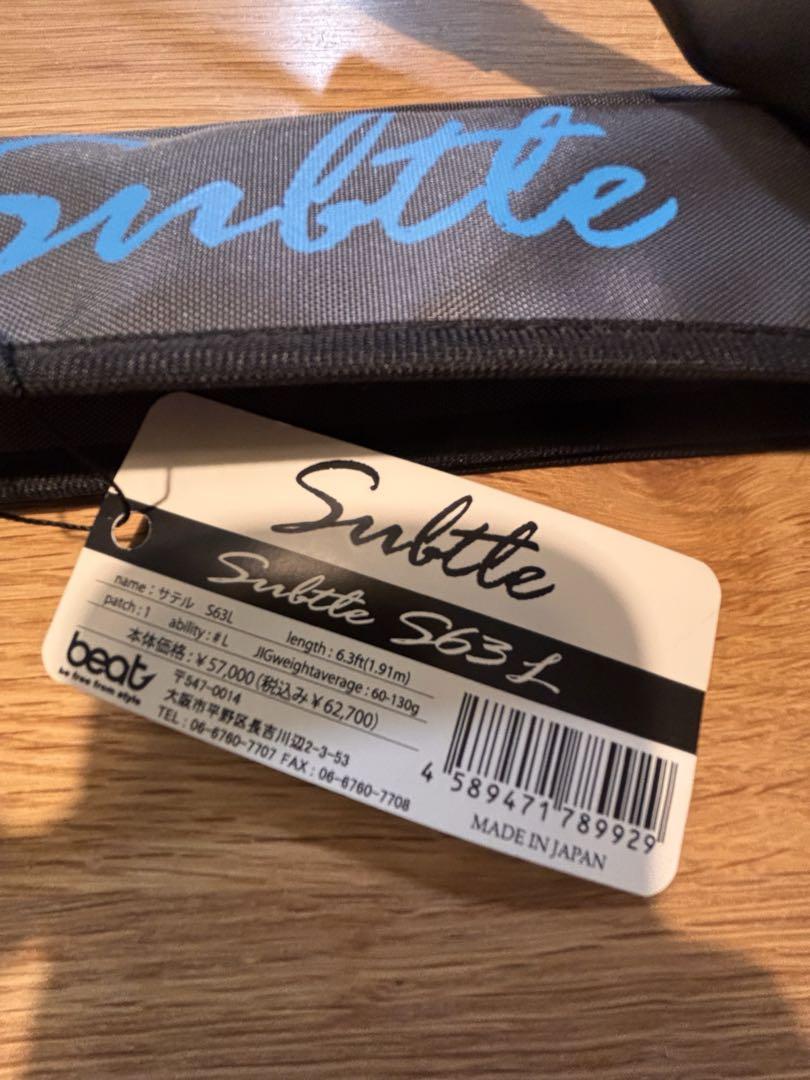 Subtle
Subtle
Subtle S63L
name : サテル S63L
length : 6.3ft(1.91m)
patch : 1 ability : #L JIGweightaverage : 60-130g
本体価格 : ¥57,000 (税込み¥62,700)
beat
be free from style
〒547-0014
大阪市平野区長吉川辺2-3-53
TEL : 06-6760-7707 FAX : 06-6760-7708
4 589471 789929
MADE IN JAPAN